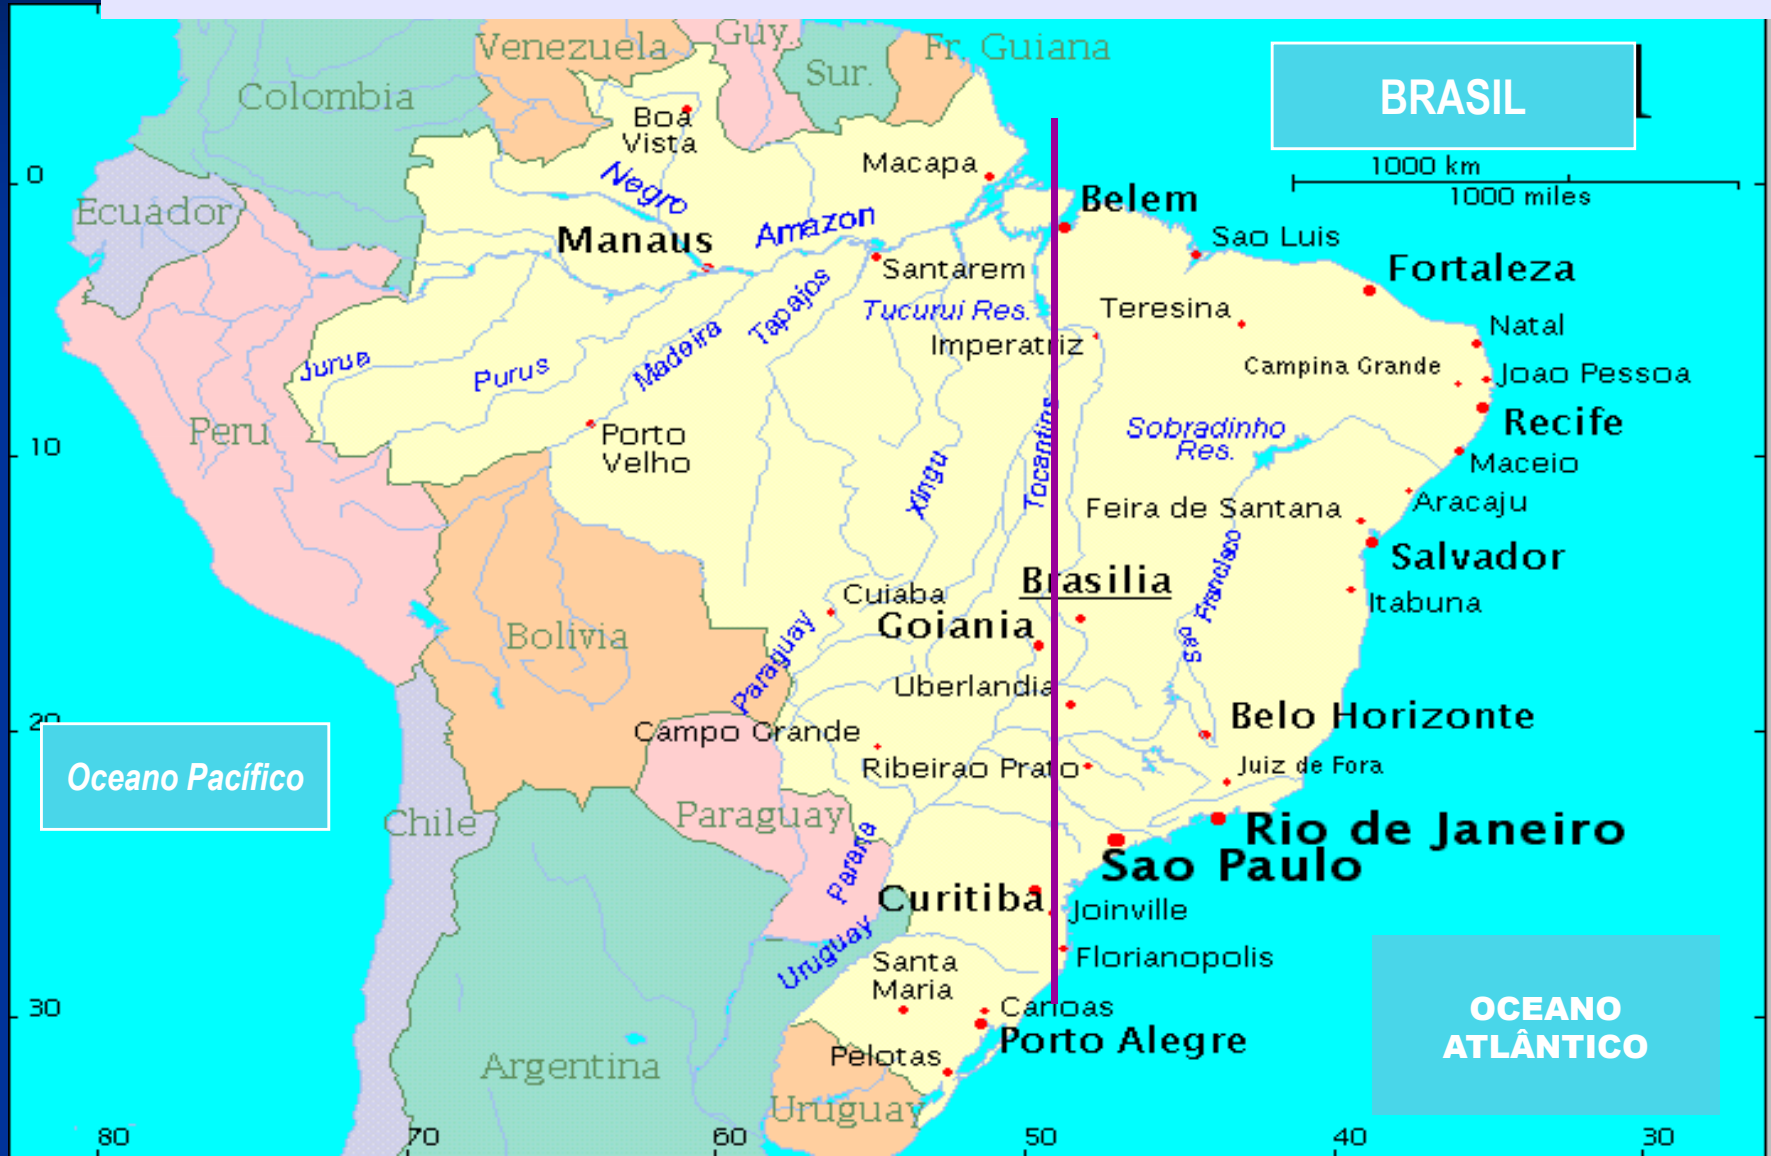 Guy.
Venezuela
Fr. Guiana
Sur.
Colombia
BRASIL
Boa
Vista
Macapa
1000 km
1000 miles
0
Negro
Belem
Ecuador
Amazon
Manaus
Sao Luis
Santarem
Fortaleza
Tapajos
Tucurui Res.
Teresina
Natal
Madeira
Imperatriz
Jurua
Purus
Campina Grande
Joao Pessoa
Peru
Porto
Velho
Tocantins
Sobradinho
Res.
Recife
10
Maceio
Xingu
Feira de Santana
Aracaju
Salvador
Sao Francisco
Brasilia
Cuiaba
Itabuna
Goiania
Bolivia
Paraguay
Uberlandia
20
Campo Grande
Belo Horizonte
Oceano Pacífico
Ribeirao Prato
Juiz de Fora
Chile
Paraguay
Parana
Rio de Janeiro
Sao Paulo
Curitiba
Joinville
Uruguay
Santa
Maria
Florianopolis
30
Canoas
OCEANO
ATLÂNTICO
Porto Alegre
Argentina
Pelotas
Uruguay
80
70
60
50
40
30